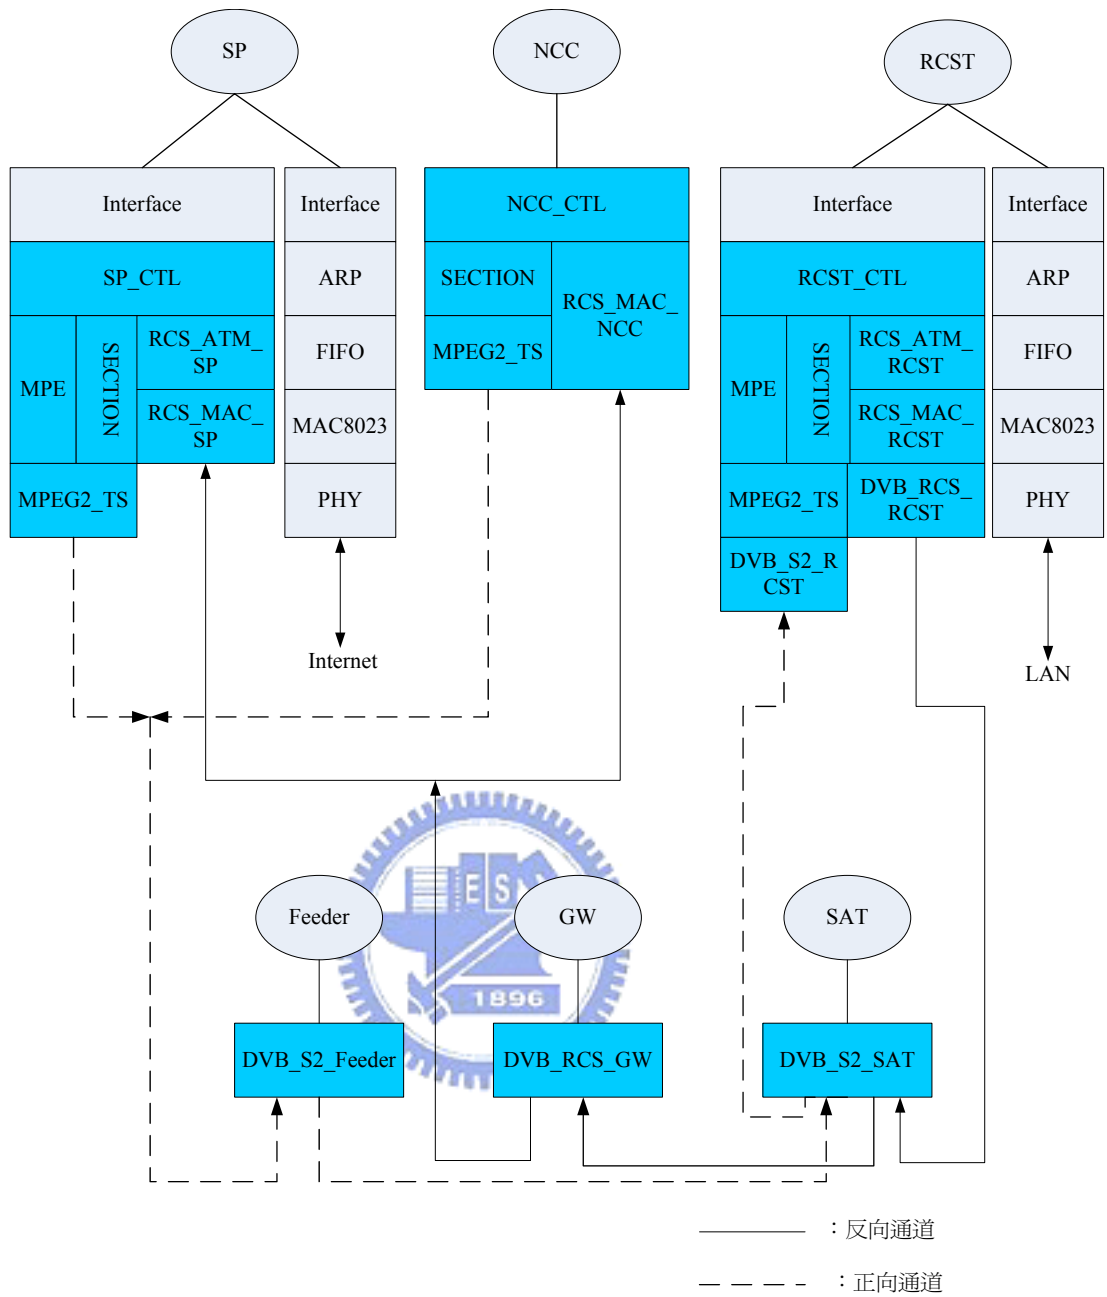 SP
NCC
RCST
Interface
SP_CTL
MPE
SECTION
RCS_ATM_
SP
RCS_MAC_
SP
MPEG2_TS
Interface
ARP
FIFO
MAC8023
PHY
Internet
NCC_CTL
SECTION
MPEG2_TS
RCS_MAC_
NCC
Interface
RCST_CTL
MPE
SECTION
RCS_ATM_
RCST
RCS_MAC_
RCST
MPEG2_TS
DVB_RCS_
RCST
DVB_S2_R
CST
Interface
ARP
FIFO
MAC8023
PHY
LAN
Feeder
GW
SAT
ES
1896
DVB_S2_Feeder
DVB_RCS_GW
DVB_S2_SAT
：反向通道
：正向通道